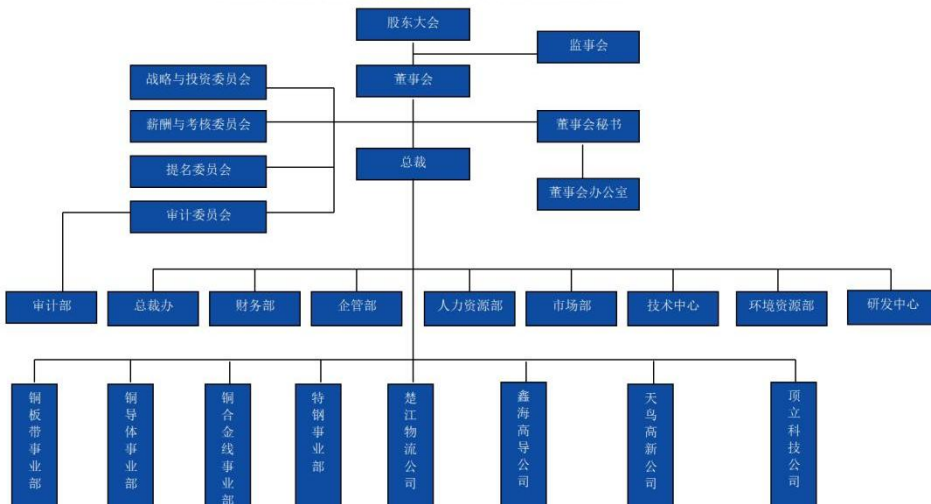 股东大会
监事会
董事会
战略与投资委员会
薪酬与考核委员会
董事会秘书
总裁
提名委员会
董事会办公室
审计委员会
审计部
总裁办
财务部
企管部
人力资源部
市场部
技术中心
环境资源部
研发中心
铜板带事业部
铜导体事业部
铜合金线事业部
特钢事业部
楚江物流公司
鑫海高导公司
天鸟高新公司
顶立科技公司